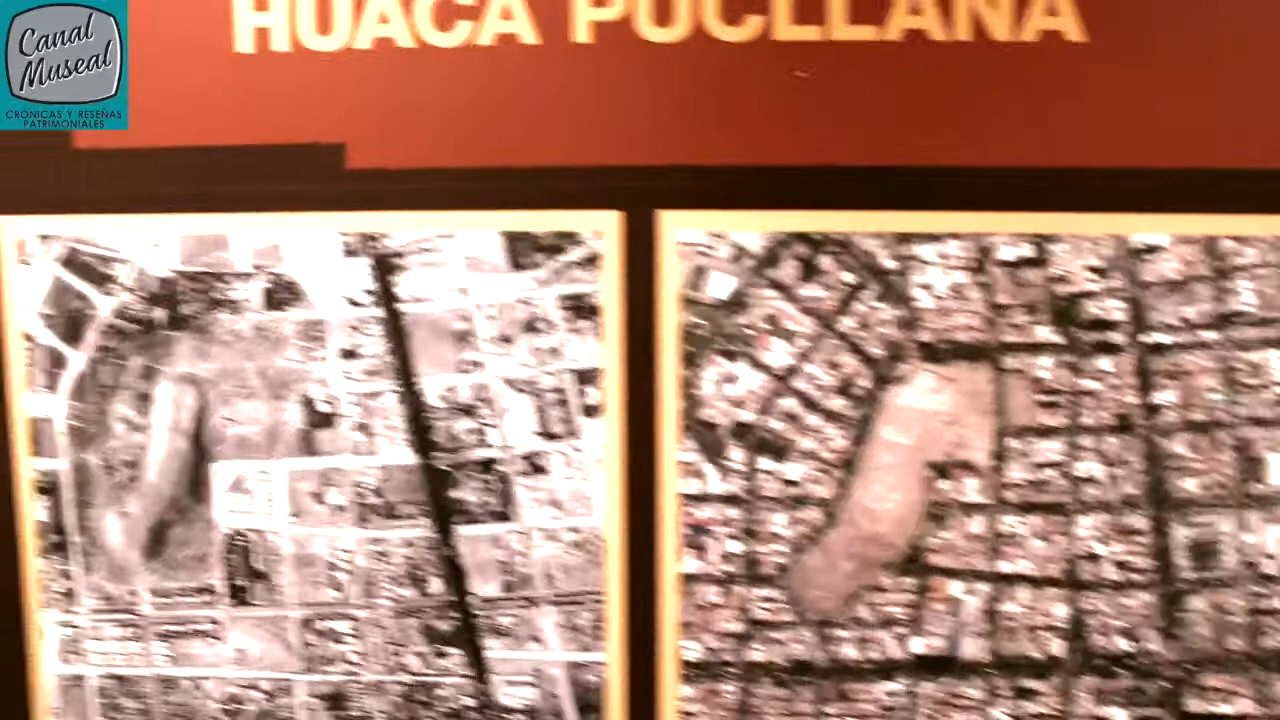 Canal
Museal
CRÓNICAS Y RESEÑAS
PATRIMONIALES
HUACA PUCLLANA